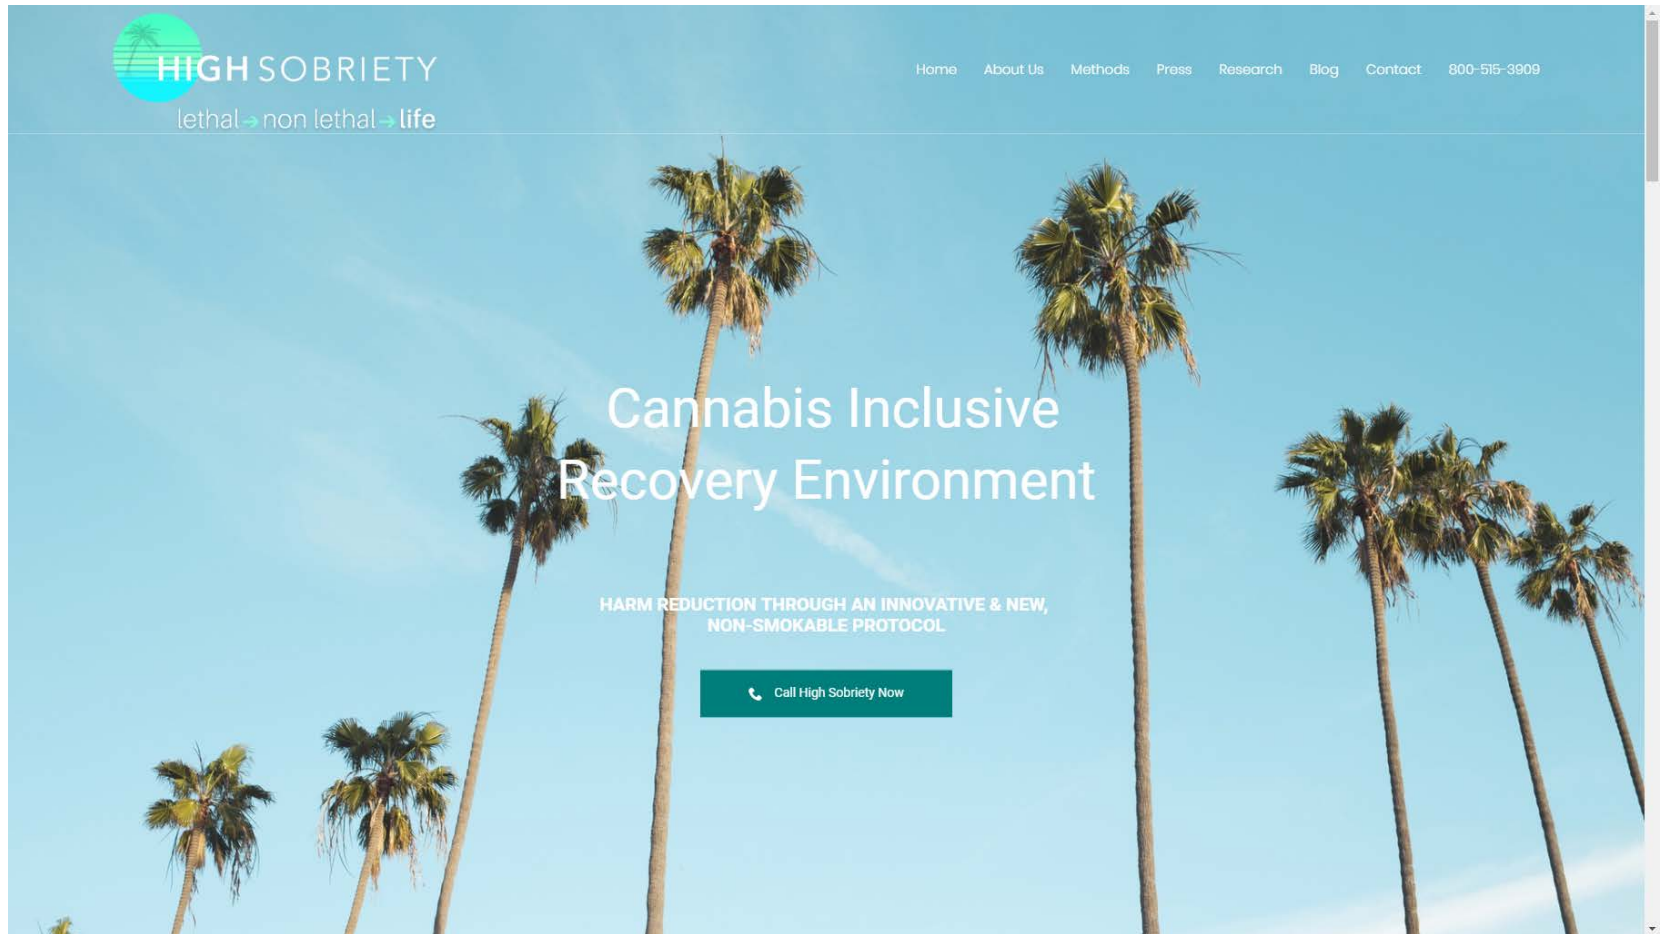 HIGH SOBRIETY
lethal→non lethal→life
Home About Us Methods Press Research Blog Contact 800-515-3909
Cannabis Inclusive
Recovery Environment
HARM REDUCTION THROUGH AN INNOVATIVE & NEW,
NON-SMOKABLE PROTOCOL
Call High Sobriety Now